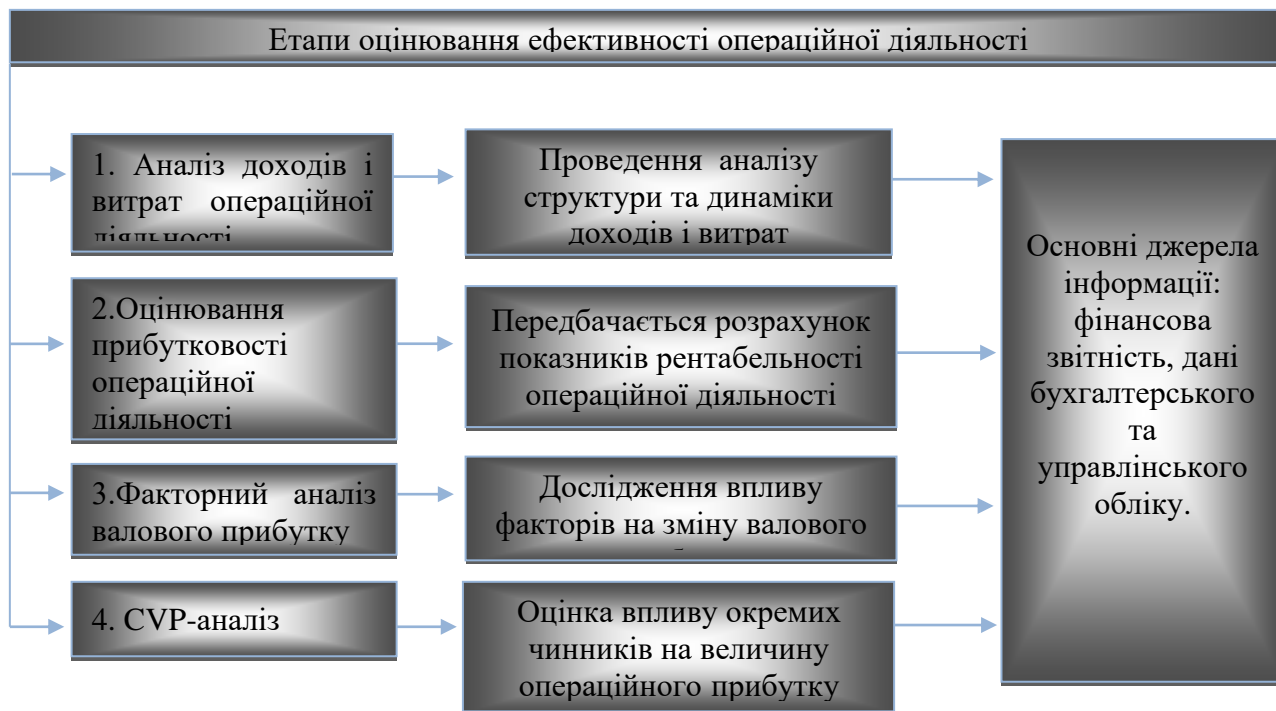 Етапи оцінювання ефективності операційної діяльності
1. Аналіз доходів і
витрат операційної
діяльності
Проведення аналізу
структури та динаміки
доходів і витрат
2.Оцінювання
прибутковості
операційної
діяльності
Передбачається розрахунок
показників рентабельності
операційної діяльності
3.Факторний аналіз
валового прибутку
Дослідження впливу
факторів на зміну валового
4. CVP-аналіз
Оцінка впливу окремих
чинників на величину
операційного прибутку
Основні джерела
інформації:
фінансова
звітність, дані
бухгалтерського
та
управлінського
обліку.